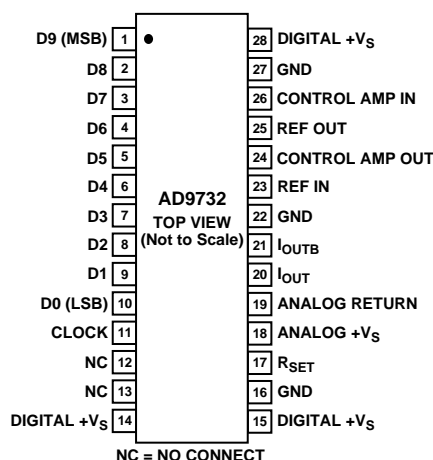 D9 (MSB) 1 28 DIGITAL +VS
D8 2 27 GND
D7 3 26 CONTROL AMP IN
D6 4 25 REF OUT
D5 5 24 CONTROL AMP OUT
D4 6 23 REF IN
D3 7 22 GND
D2 8 21 IOUTB
D1 9 20 IOUT
D0 (LSB) 10 19 ANALOG RETURN
CLOCK 11 18 ANALOG +VS
NC 12 17 RSET
NC 13 16 GND
DIGITAL +VS 14 15 DIGITAL +VS
AD9732
TOP VIEW
(Not to Scale)
NC = NO CONNECT